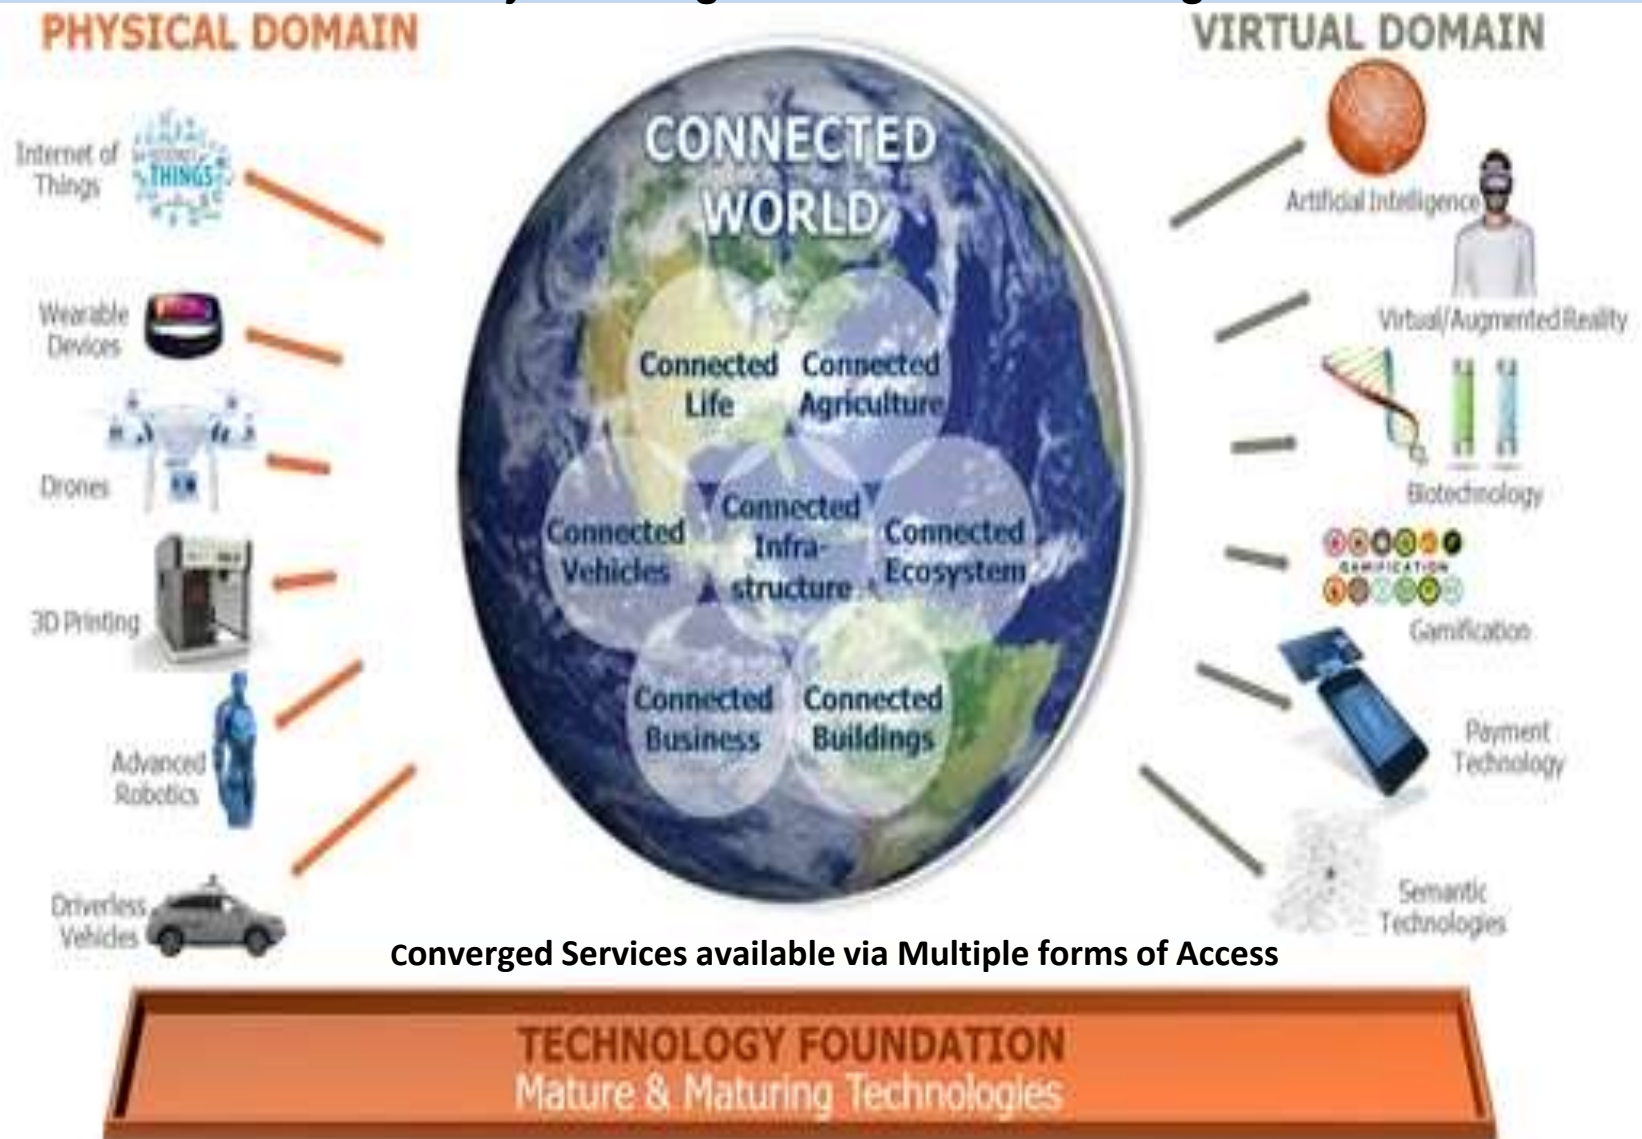 PHYSICAL DOMAIN
VIRTUAL DOMAIN
CONNECTED
WORLD
Internet of
Things
THINGS
Wearable
Devices
Drones
3D Printing
Advanced
Robotics
Driverless
Vehicles
Connected
Life
Connected
Agriculture
Connected
Vehicles
Connected
Infra-
structure
Connected
Ecosystem
Connected
Business
Connected
Buildings
Artificial Intelligence
Virtual/Augmented Reality
Biotechnology
GAMIFICATION
Gamification
Payment
Technology
Semantic
Technologies
Converged Services available via Multiple forms of Access
TECHNOLOGY FOUNDATION
Mature & Maturing Technologies